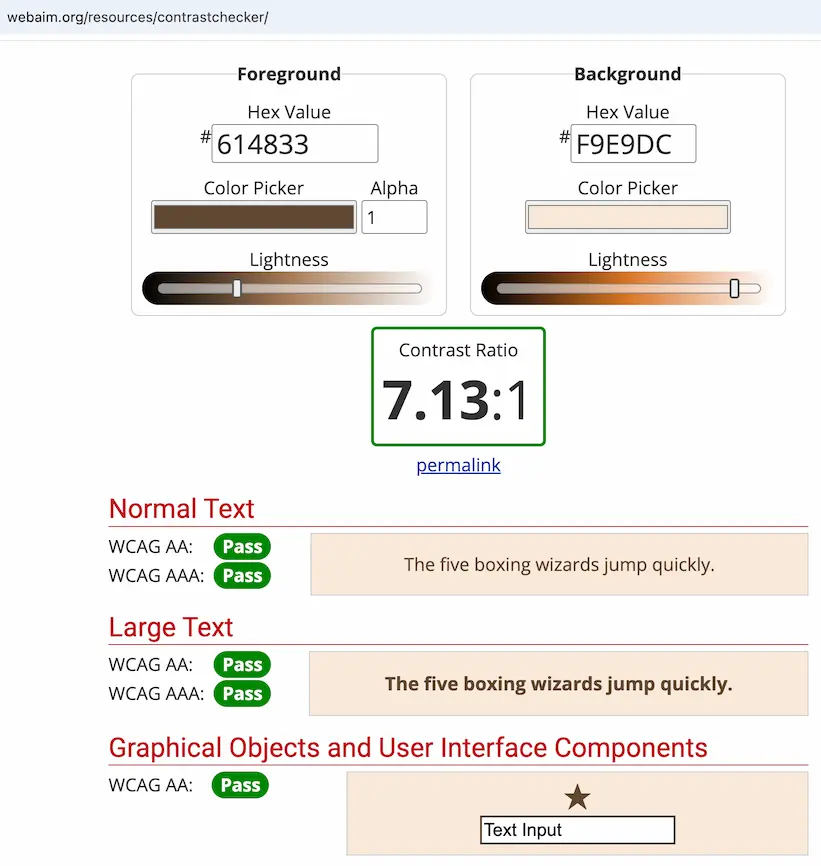 webaim.org/resources/contrastchecker/
Foreground
Hex Value
#614833
Color Picker Alpha
1
Lightness
Background
Hex Value
#F9E9DC
Color Picker
Lightness
Contrast Ratio
7.13:1
permalink
Normal Text
WCAG AA: Pass
WCAG AAA: Pass
The five boxing wizards jump quickly.
Large Text
WCAG AA: Pass
WCAG AAA: Pass
The five boxing wizards jump quickly.
Graphical Objects and User Interface Components
WCAG AA: Pass
Text Input